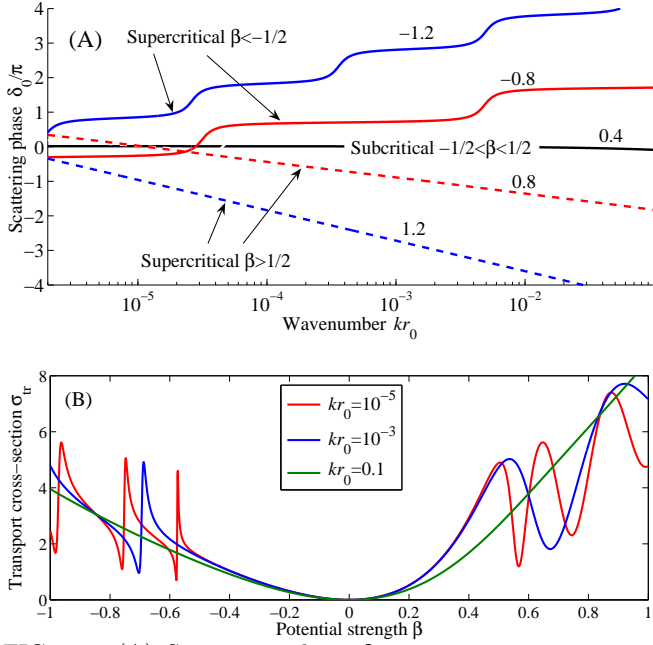 4
3
2
1
0
−1
−2
−3
−4
Scattering phase δ0/π
(A)
Supercritical β<−1/2
−1.2
−0.8
Subcritical −1/2<β<1/2
0.4
0.8
1.2
Supercritical β>1/2
10−5
10−4
10−3
10−2
Wavenumber kr0
8
6
4
2
0
Transport cross−section σtr
(B)
kr0=10−5
kr0=10−3
kr0=0.1
−1
−0.8
−0.6
−0.4
−0.2
0
0.2
0.4
0.6
0.8
1
Potential strength β